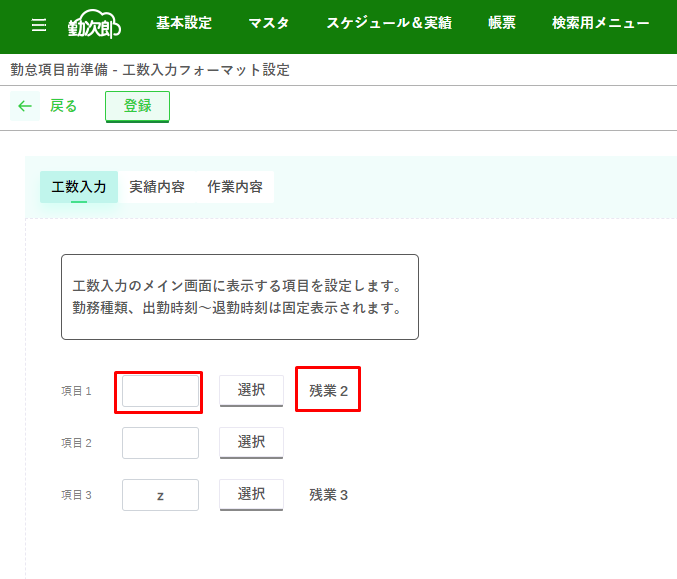 勤次郎 基本設定 マスタ スケジュール＆実績 帳票 検索用メニュー
勤怠項目前準備 - 工数入力フォーマット設定
戻る 登録
工数入力 実績内容 作業内容
工数入力のメイン画面に表示する項目を設定します。
勤務種類、出勤時刻～退勤時刻は固定表示されます。
項目1 選択 残業2
項目2 選択
項目3 z 選択 残業3